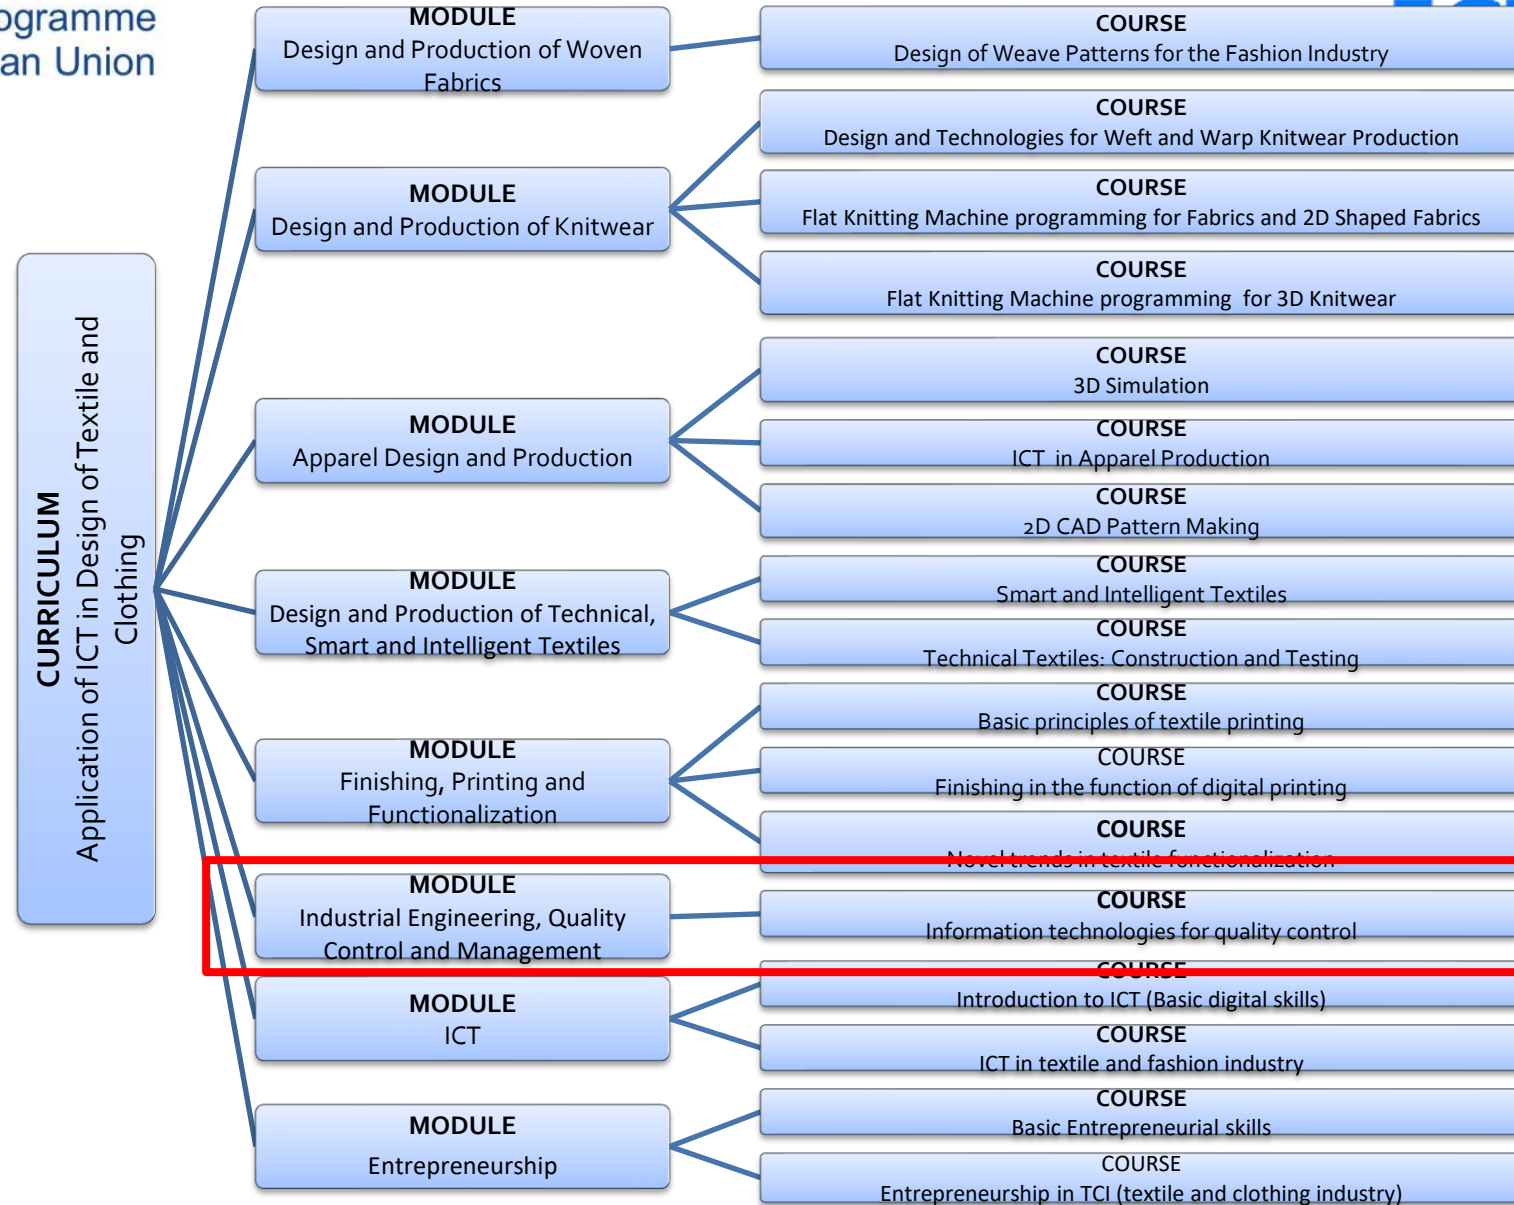 ogramme
an Union
CURRICULUM
Application of ICT in Design of Textile and
Clothing
MODULE
Design and Production of Woven
Fabrics
COURSE
Design of Weave Patterns for the Fashion Industry
MODULE
Design and Production of Knitwear
COURSE
Design and Technologies for Weft and Warp Knitwear Production
COURSE
Flat Knitting Machine programming for Fabrics and 2D Shaped Fabrics
COURSE
Flat Knitting Machine programming for 3D Knitwear
MODULE
Apparel Design and Production
COURSE
3D Simulation
COURSE
ICT in Apparel Production
COURSE
2D CAD Pattern Making
MODULE
Design and Production of Technical,
Smart and Intelligent Textiles
COURSE
Smart and Intelligent Textiles
COURSE
Technical Textiles: Construction and Testing
MODULE
Finishing, Printing and
Functionalization
COURSE
Basic principles of textile printing
COURSE
Finishing in the function of digital printing
COURSE
Novel trends in textile functionalization
MODULE
Industrial Engineering, Quality
Control and Management
COURSE
Information technologies for quality control
MODULE
ICT
COURSE
Introduction to ICT (Basic digital skills)
COURSE
ICT in textile and fashion industry
MODULE
Entrepreneurship
COURSE
Basic Entrepreneurial skills
COURSE
Entrepreneurship in TCI (textile and clothing industry)